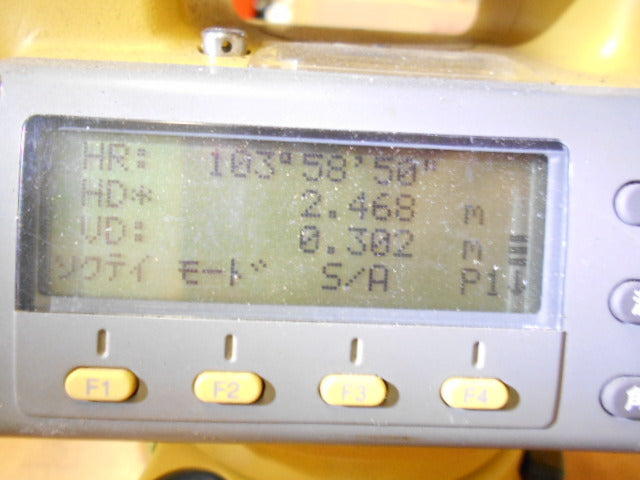 HR: 103°58'50"
HD* 2.468 m
VD: 0.302 m
ソクテイ モード S/A P1↓
F1 F2 F3 F4